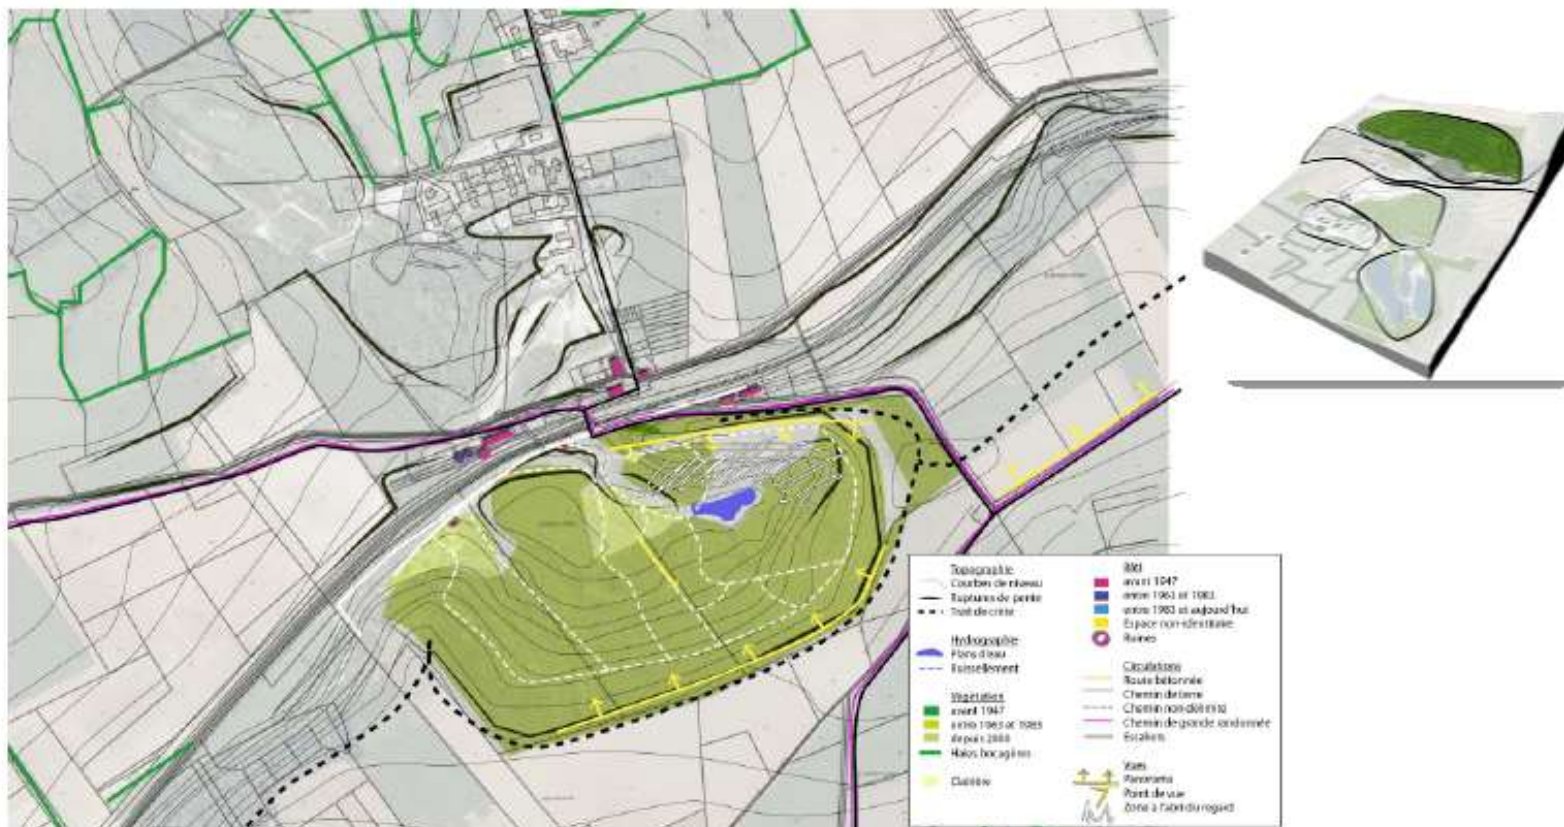 Topographie
Courbes de niveau
Ruptures de pente
Trait de crête
Hydrographie
Plans d'eau
Ruissellement
Végétation
avant 1947
entre 1963 et 1983
depuis 2000
Haies bocagères
Clairière
Bâti
avant 1947
entre 1963 et 1983
entre 1983 et aujourd'hui
Espace non-identitaire
Ruines
Circulations
Route bétonnée
Chemin de terre
Chemin non-délimité
Chemin de grande randonnée
Escaliers
Vues
Panorama
Point de vue
Zone à l'abri du regard